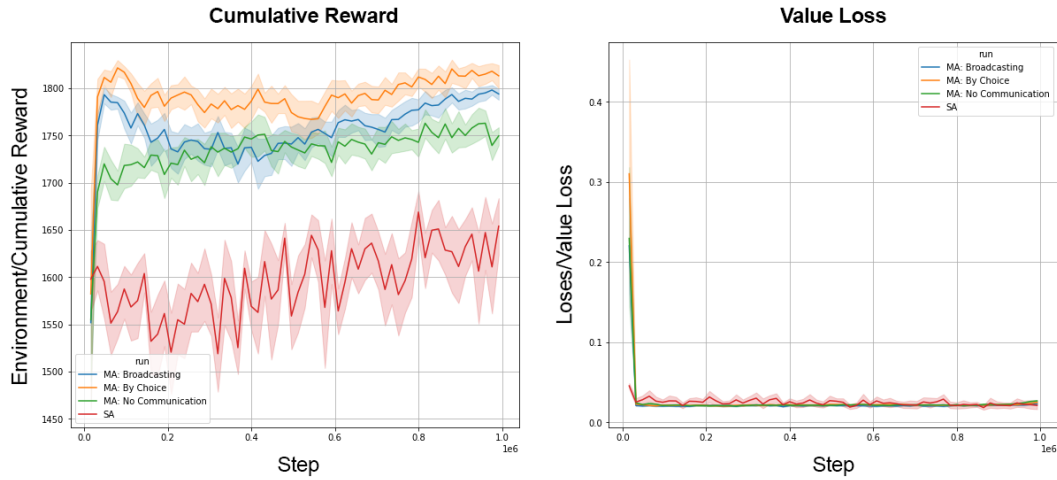 Cumulative Reward
Environment/Cumulative Reward
1800
1750
1700
1650
1600
1550
1500
1450
run
MA: Broadcasting
MA: By Choice
MA: No Communication
SA
0.0
0.2
0.4
0.6
0.8
1.0
1e6
Step
Value Loss
Loses/Value Loss
0.4
0.3
0.2
0.1
0.0
run
MA: Broadcasting
MA: By Choice
MA: No Communication
SA
0.0
0.2
0.4
0.6
0.8
1.0
1e6
Step